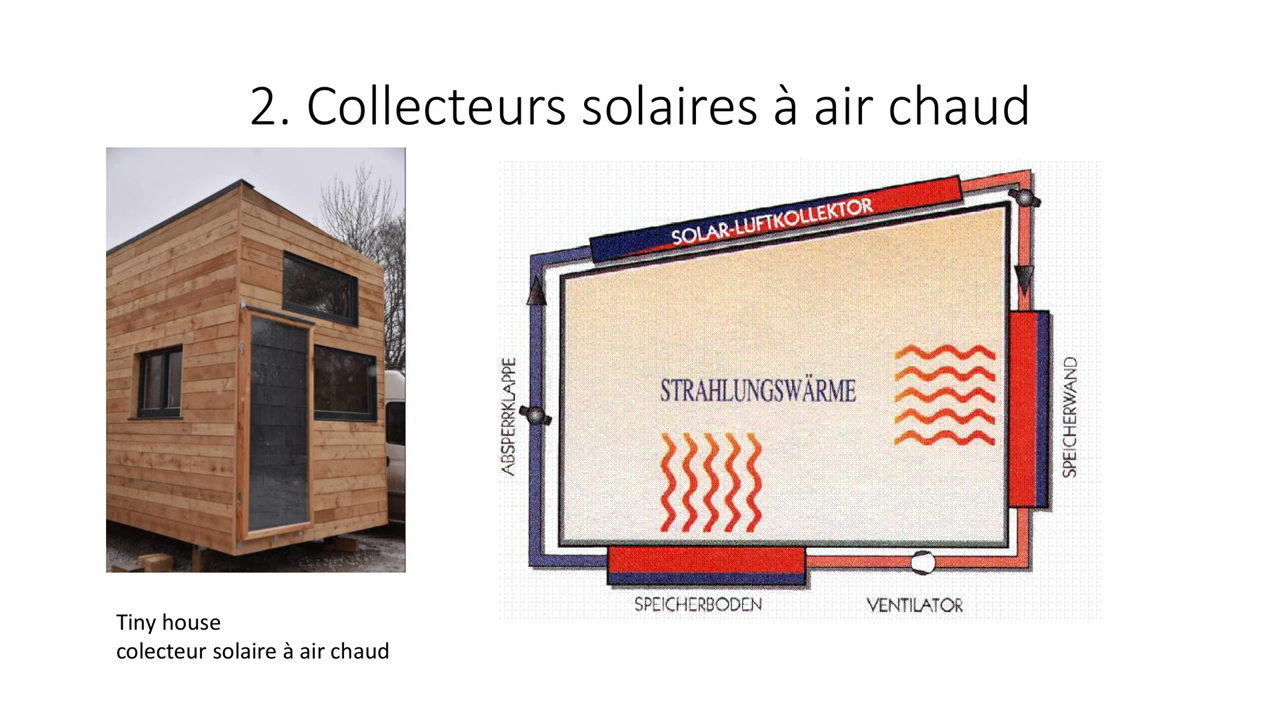 2. Collecteurs solaires à air chaud
SOLAR-LUFTKOLLEKTOR
ABSPERRKLAPPE
STRAHLUNGSWÄRME
SPEICHERWAND
SPEICHERBODEN
VENTILATOR
Tiny house
colecteur solaire à air chaud